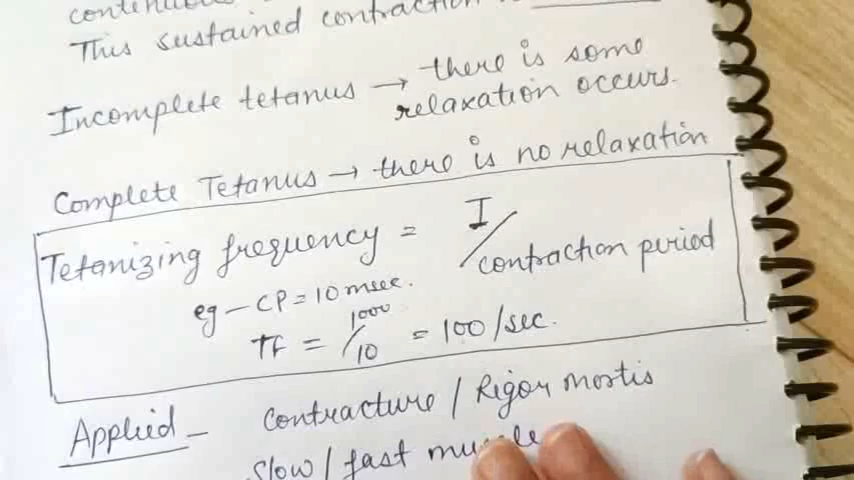 This sustained contraction
Incomplete tetanus → there is some
relaxation occurs.
Complete Tetanus → there is no relaxation
Tetanizing frequency = I/contraction period
eg - CP = 10 msec.
TF = 1000/10 = 100/sec.
Applied - Contracture / Rigor mortis
Slow / fast muscle